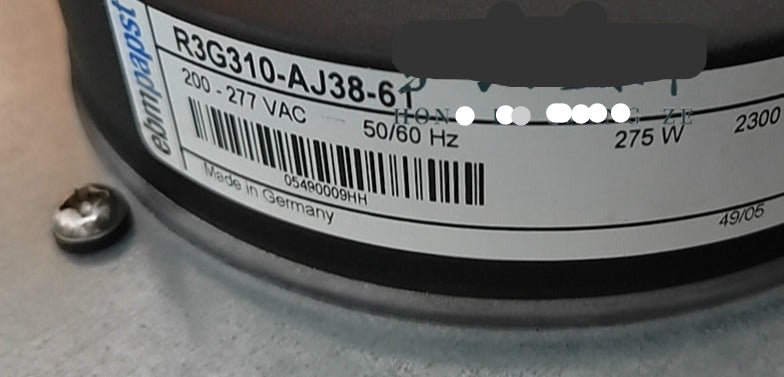 ebmpapst
R3G310-AJ38-61
200 - 277 VAC 50/60 Hz 275 W 2300
05490009HH
Made in Germany
49/05